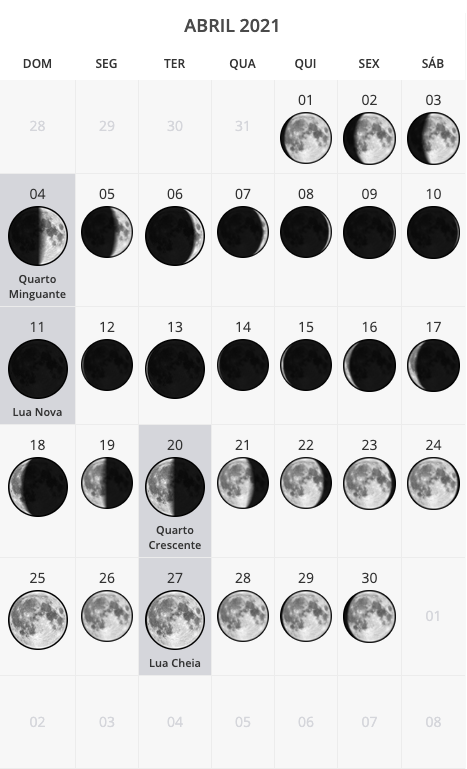 ABRIL 2021
DOM SEG TER QUA QUI SEX SÁB
28 29 30 31 01 02 03
04 05 06 07 08 09 10
Quarto
Minguante
11 12 13 14 15 16 17
Lua Nova
18 19 20 21 22 23 24
Quarto
Crescente
25 26 27 28 29 30 01
Lua Cheia
02 03 04 05 06 07 08